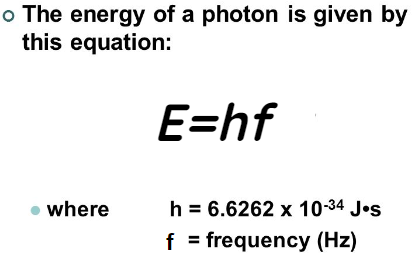 The energy of a photon is given by
this equation:
E=hf
where h = 6.6262 x 10⁻³⁴ J•s
f = frequency (Hz)